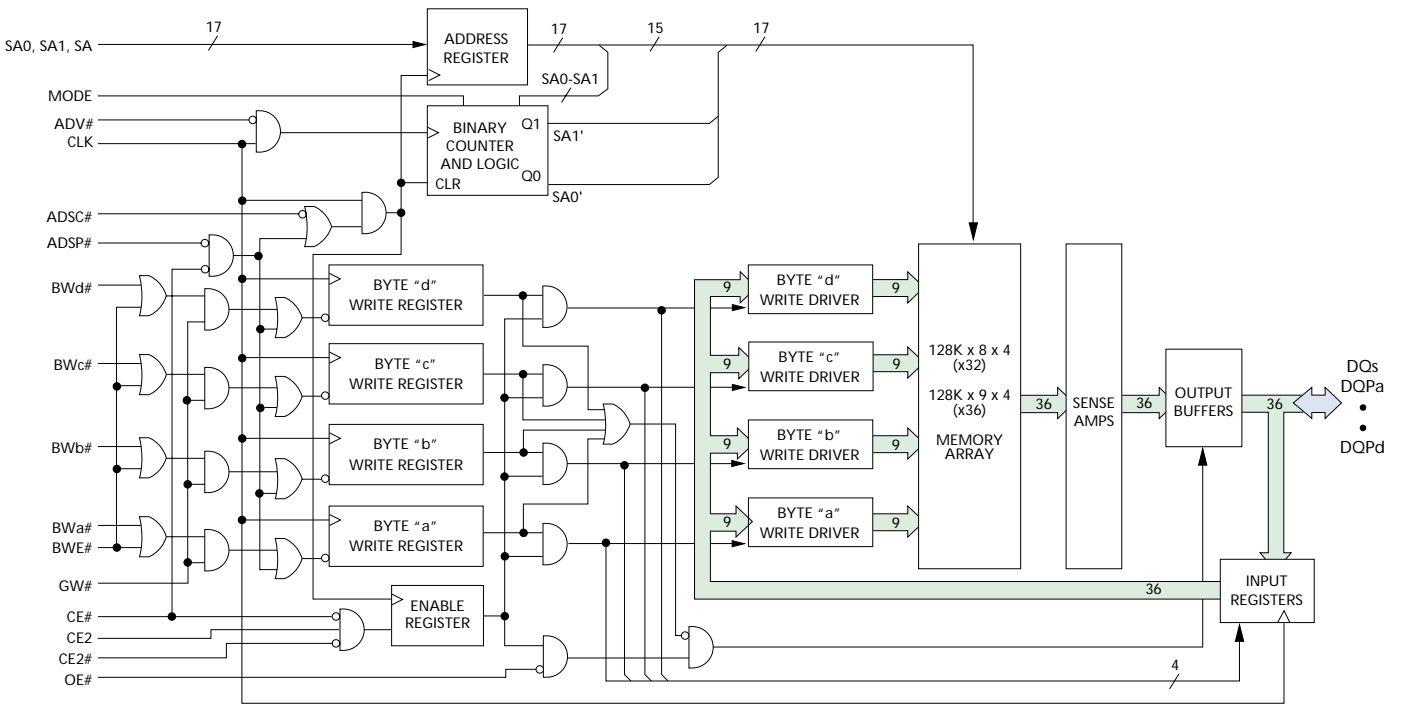 SA0, SA1, SA
17
ADDRESS
REGISTER
17
15
17
SA0-SA1
MODE
ADV#
CLK
BINARY
COUNTER
AND LOGIC
CLR
Q1
Q0
SA1'
SA0'
ADSC#
ADSP#
BWd#
BWc#
BWb#
BWa#
BWE#
GW#
CE#
CE2
CE2#
OE#
BYTE "d"
WRITE REGISTER
BYTE "c"
WRITE REGISTER
BYTE "b"
WRITE REGISTER
BYTE "a"
WRITE REGISTER
ENABLE
REGISTER
9
BYTE "d"
WRITE DRIVER
9
9
BYTE "c"
WRITE DRIVER
9
9
BYTE "b"
WRITE DRIVER
9
9
BYTE "a"
WRITE DRIVER
9
128K x 8 x 4
(x32)
128K x 9 x 4
(x36)
MEMORY
ARRAY
36
SENSE
AMPS
36
OUTPUT
BUFFERS
36
DQs
DQPa
•
•
DQPd
36
INPUT
REGISTERS
4